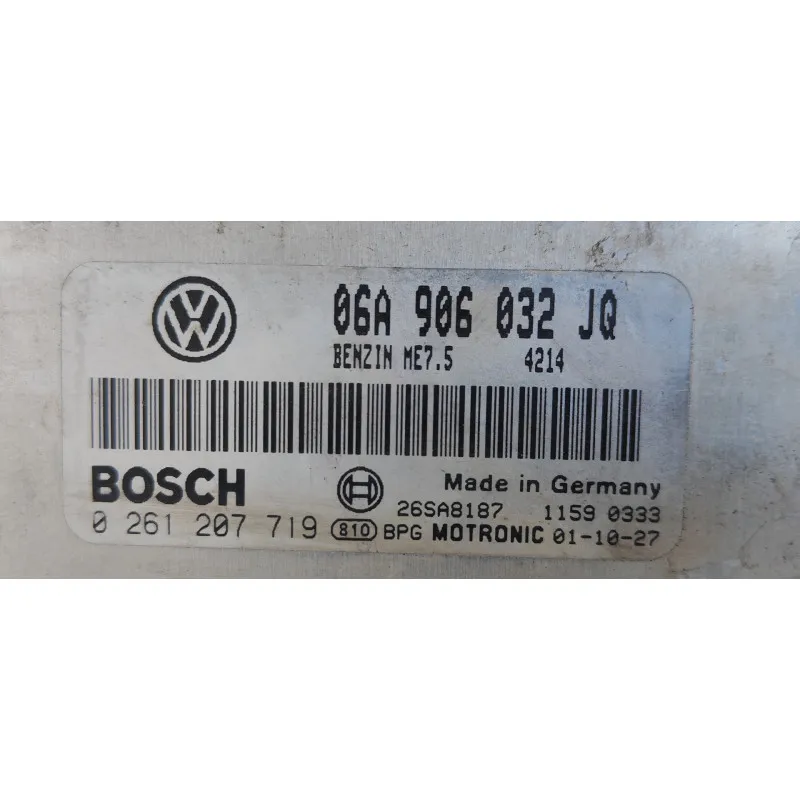 06A 906 032 JQ
BENZIN ME7.5 4214
BOSCH
Made in Germany
26SA8187 1159 0333
0 261 207 719 810 BPG MOTRONIC 01-10-27